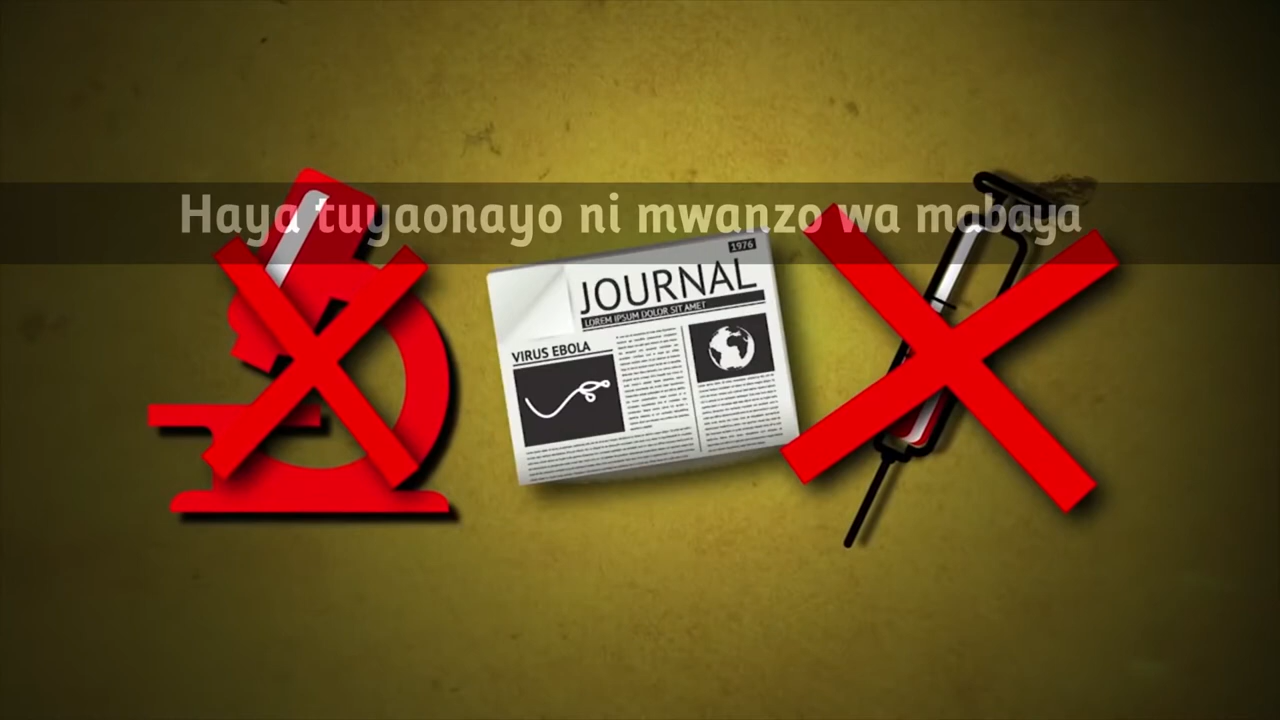 Haya tuyaonayo ni mwanzo wa mabaya
1976
JOURNAL
LOREM IPSUM DOLOR SIT AMET
VIRUS EBOLA